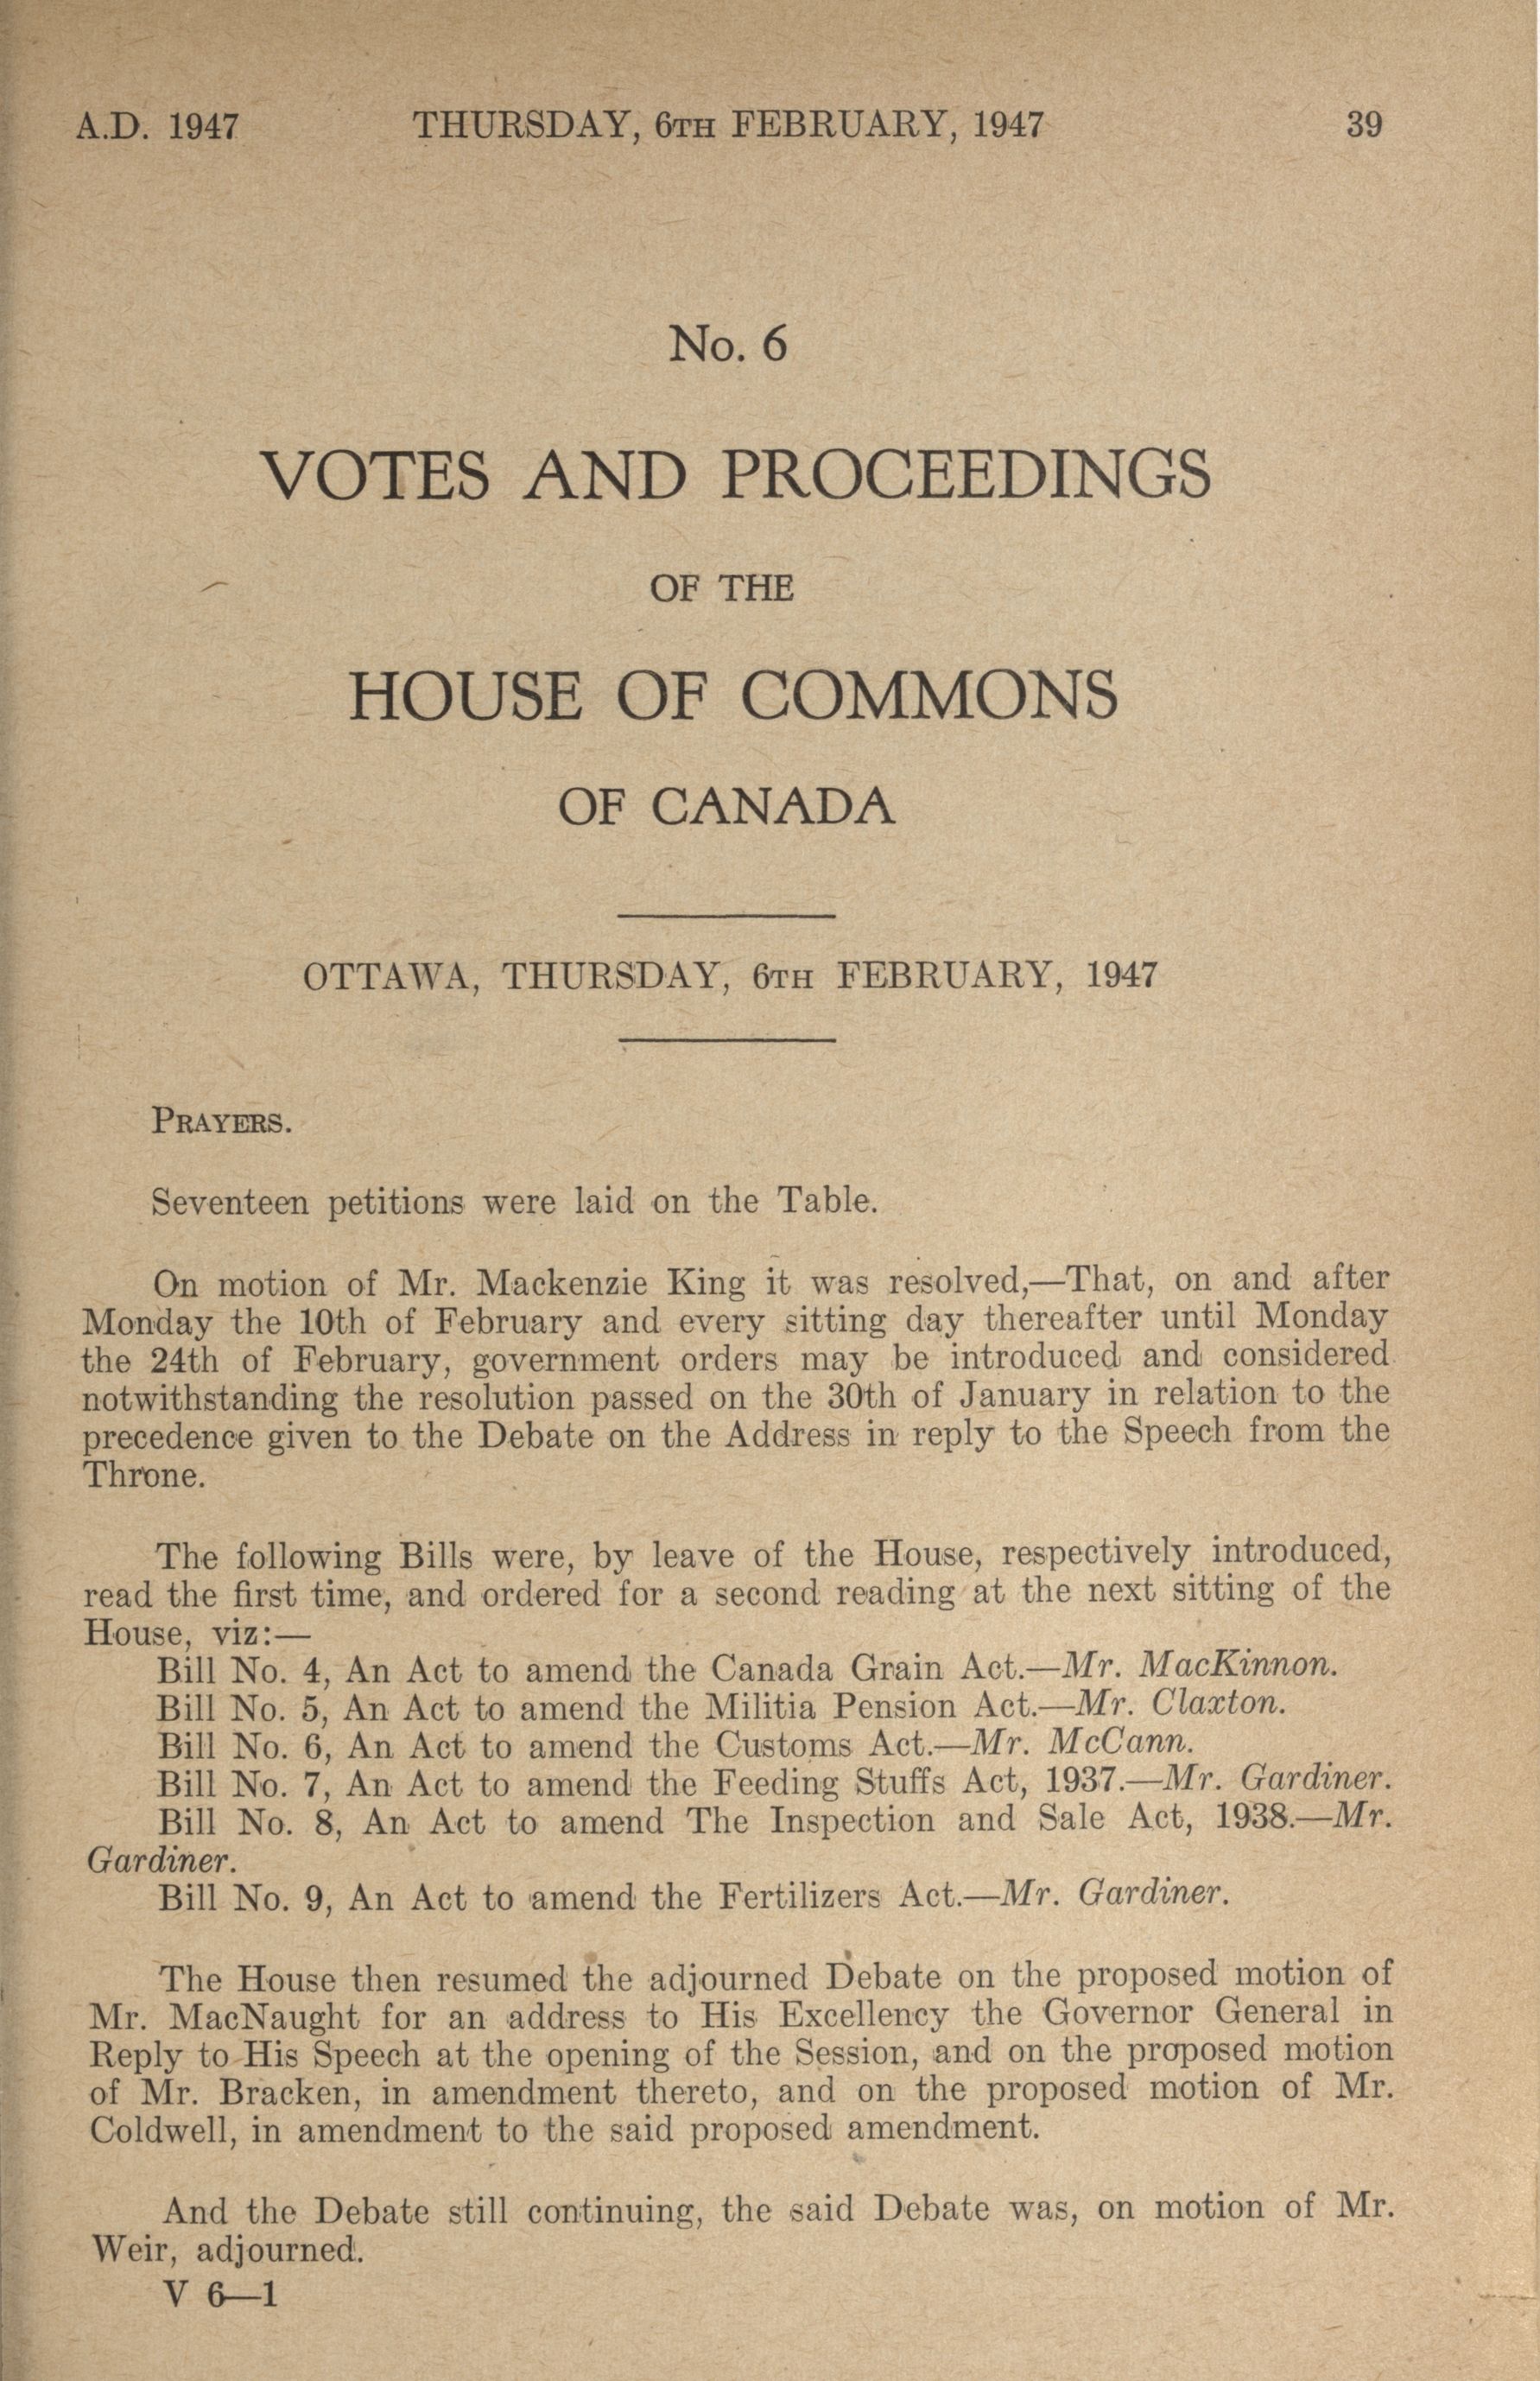 A.D. 1947 THURSDAY, 6TH FEBRUARY, 1947 39
No. 6
VOTES AND PROCEEDINGS
OF THE
HOUSE OF COMMONS
OF CANADA
OTTAWA, THURSDAY, 6TH FEBRUARY, 1947
PRAYERS.
Seventeen petitions were laid on the Table.
On motion of Mr. Mackenzie King it was resolved,—That, on and after
Monday the 10th of February and every sitting day thereafter until Monday
the 24th of February, government orders may be introduced and considered
notwithstanding the resolution passed on the 30th of January in relation to the
precedence given to the Debate on the Address in reply to the Speech from the
Throne.
The following Bills were, by leave of the House, respectively introduced,
read the first time, and ordered for a second reading at the next sitting of the
House, viz:—
Bill No. 4, An Act to amend the Canada Grain Act.—Mr. MacKinnon.
Bill No. 5, An Act to amend the Militia Pension Act.—Mr. Claxton.
Bill No. 6, An Act to amend the Customs Act.—Mr. McCann.
Bill No. 7, An Act to amend the Feeding Stuffs Act, 1937.—Mr. Gardiner.
Bill No. 8, An Act to amend The Inspection and Sale Act, 1938.—Mr.
Gardiner.
Bill No. 9, An Act to amend the Fertilizers Act.—Mr. Gardiner.
The House then resumed the adjourned Debate on the proposed motion of
Mr. MacNaught for an address to His Excellency the Governor General in
Reply to His Speech at the opening of the Session, and on the proposed motion
of Mr. Bracken, in amendment thereto, and on the proposed motion of Mr.
Coldwell, in amendment to the said proposed amendment.
And the Debate still continuing, the said Debate was, on motion of Mr.
Weir, adjourned.
V 6—1